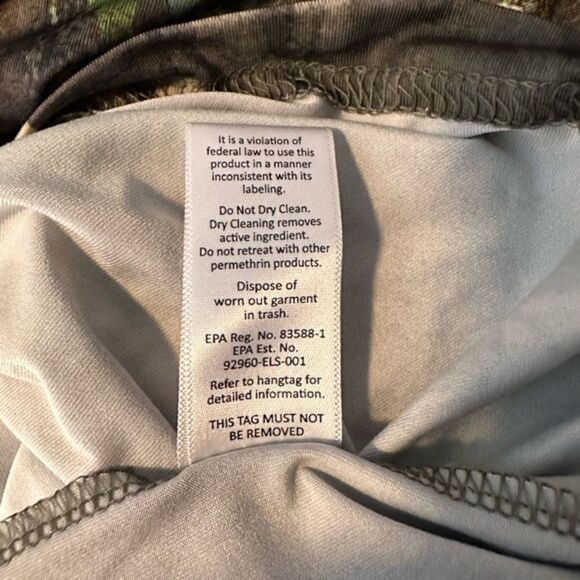 It is a violation of
federal law to use this
product in a manner
inconsistent with its
labeling.
Do Not Dry Clean.
Dry Cleaning removes
active ingredient.
Do not retreat with other
permethrin products.
Dispose of
worn out garment
in trash.
EPA Reg. No. 83588-1
EPA Est. No.
92960-ELS-001
Refer to hangtag for
detailed information.
THIS TAG MUST NOT
BE REMOVED